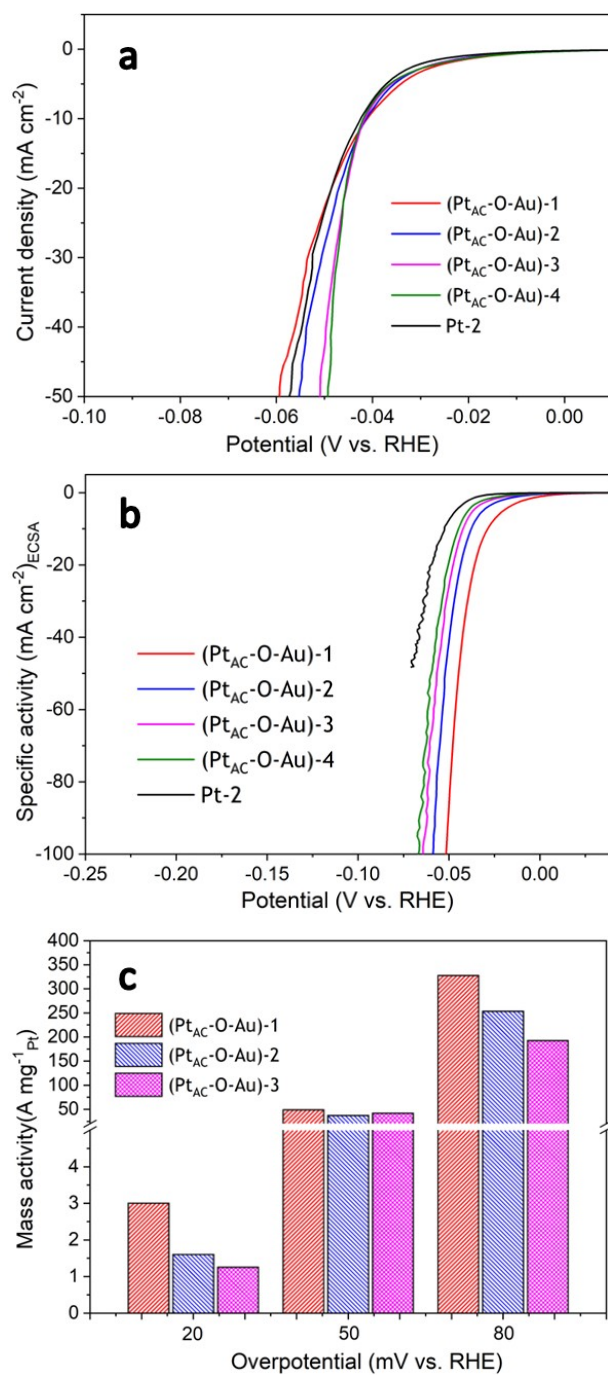 a
Current density (mA cm⁻²)
0
-10
-20
-30
-40
-50
(Pt_AC-O-Au)-1
(Pt_AC-O-Au)-2
(Pt_AC-O-Au)-3
(Pt_AC-O-Au)-4
Pt-2
-0.10 -0.08 -0.06 -0.04 -0.02 0.00
Potential (V vs. RHE)
b
Specific activity (mA cm⁻²)_ECSA
0
-20
-40
-60
-80
-100
(Pt_AC-O-Au)-1
(Pt_AC-O-Au)-2
(Pt_AC-O-Au)-3
(Pt_AC-O-Au)-4
Pt-2
-0.25 -0.20 -0.15 -0.10 -0.05 0.00
Potential (V vs. RHE)
c
Mass activity(A mg⁻¹_Pt)
400
350
300
250
200
150
100
50
4
3
2
1
0
(Pt_AC-O-Au)-1
(Pt_AC-O-Au)-2
(Pt_AC-O-Au)-3
20 50 80
Overpotential (mV vs. RHE)